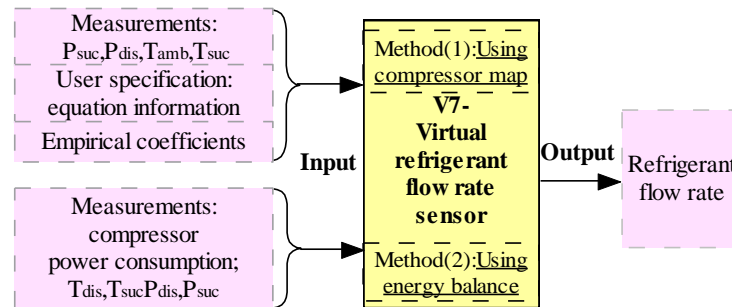 Measurements:
Psuc,Pdis,Tamb,Tsuc
User specification:
equation information
Empirical coefficients
Input
Measurements:
compressor
power consumption;
Tdis,TsucPdis,Psuc
Method(1):Using
compressor map
V7-
Virtual
refrigerant
flow rate
sensor
Method(2):Using
energy balance
Output
Refrigerant
flow rate